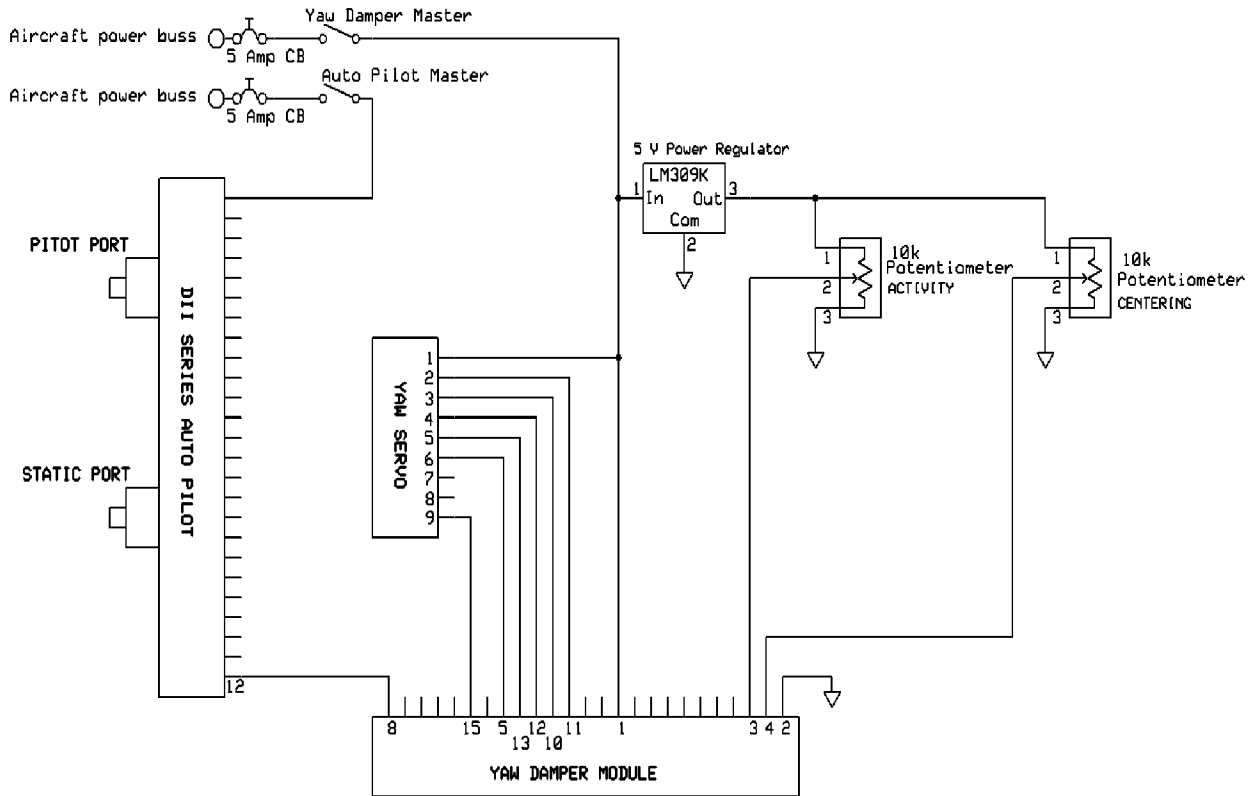 Yaw Damper Master
Aircraft power buss
5 Amp CB
Auto Pilot Master
Aircraft power buss
5 Amp CB
5 V Power Regulator
LM309K
1
In
Out
3
Com
2
PITOT PORT
STATIC PORT
DII SERIES AUTO PILOT
12
10k
Potentiometer
ACTIVITY
1
2
3
10k
Potentiometer
CENTERING
1
2
3
YAW SERVO
1
2
3
4
5
6
7
8
9
8
15
5
13
12
10
11
1
3
4
2
YAW DAMPER MODULE